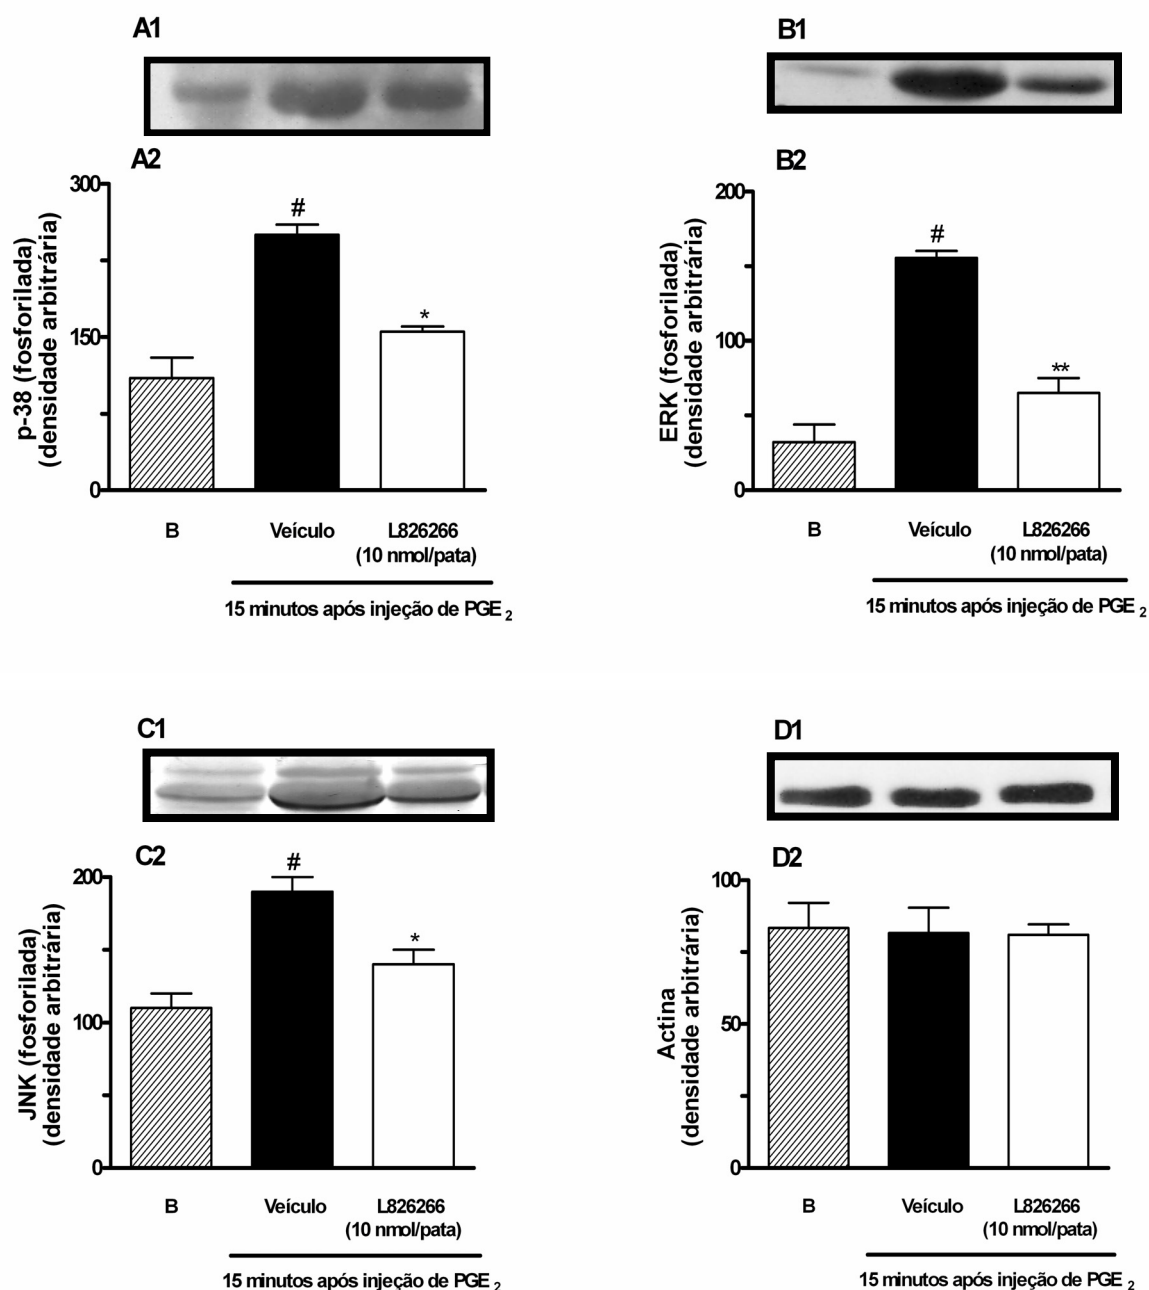 A1
A2
300
150
0
p-38 (fosforilada)
(densidade arbitrária)
#
*
B
Veículo
L826266
(10 nmol/pata)
15 minutos após injeção de PGE 2
B1
B2
200
100
0
ERK (fosforilada)
(densidade arbitrária)
#
**
B
Veículo
L826266
(10 nmol/pata)
15 minutos após injeção de PGE 2
C1
C2
200
100
0
JNK (fosforilada)
(densidade arbitrária)
#
*
B
Veículo
L826266
(10 nmol/pata)
15 minutos após injeção de PGE 2
D1
D2
100
50
0
Actina
(densidade arbitrária)
B
Veículo
L826266
(10 nmol/pata)
15 minutos após injeção de PGE 2